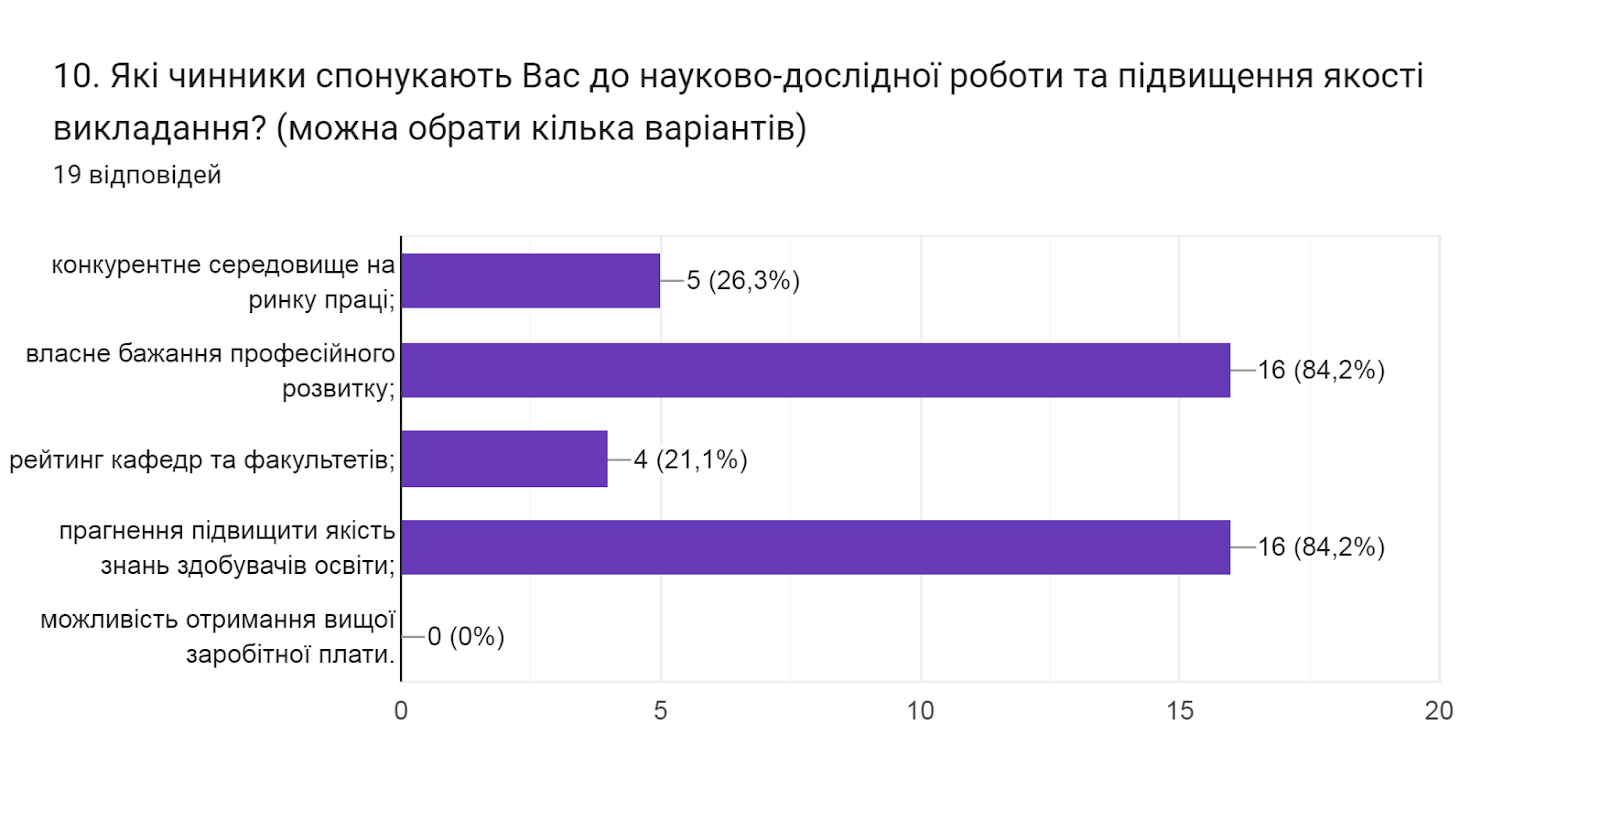 10. Які чинники спонукають Вас до науково-дослідної роботи та підвищення якості
викладання? (можна обрати кілька варіантів)
19 відповідей
конкурентне середовище на
ринку праці;
5 (26,3%)
власне бажання професійного
розвитку;
16 (84,2%)
рейтинг кафедр та факультетів;
4 (21,1%)
прагнення підвищити якість
знань здобувачів освіти;
16 (84,2%)
можливість отримання вищої
заробітної плати.
0 (0%)
0 5 10 15 20